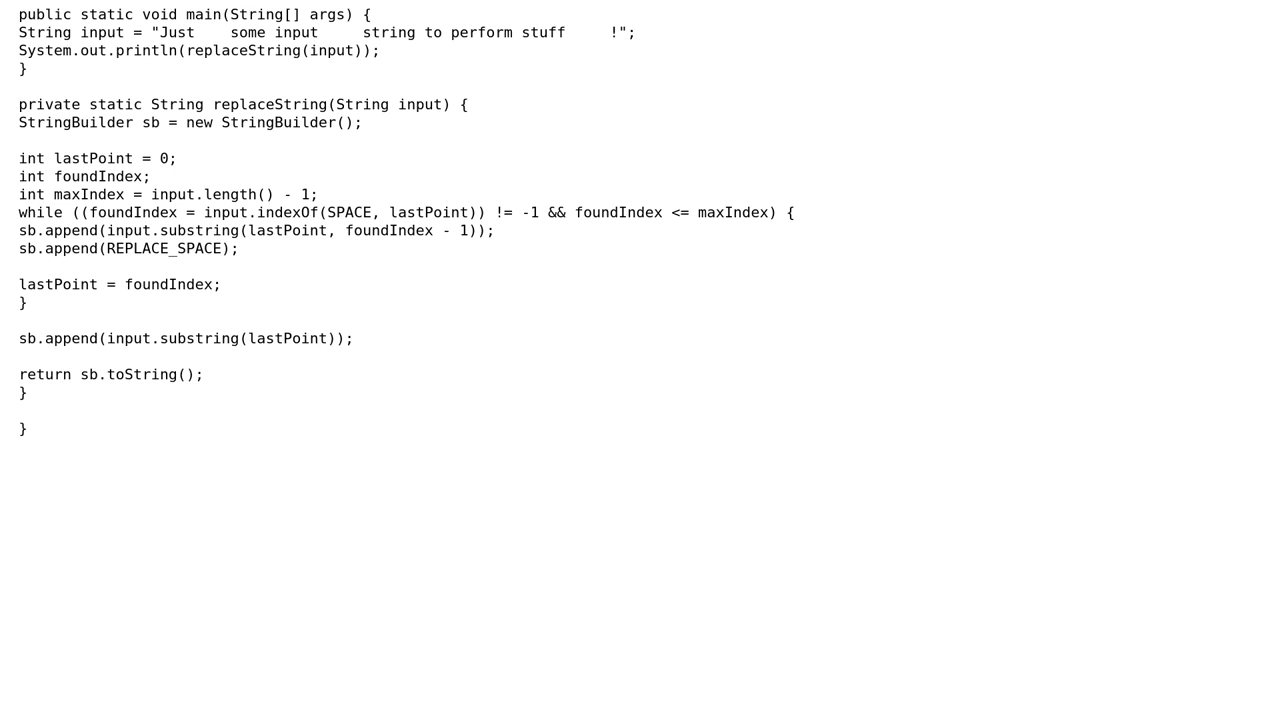 public static void main(String[] args) {
String input = "Just    some input     string to perform stuff     !";
System.out.println(replaceString(input));
}

private static String replaceString(String input) {
StringBuilder sb = new StringBuilder();

int lastPoint = 0;
int foundIndex;
int maxIndex = input.length() - 1;
while ((foundIndex = input.indexOf(SPACE, lastPoint)) != -1 && foundIndex <= maxIndex) {
sb.append(input.substring(lastPoint, foundIndex - 1));
sb.append(REPLACE_SPACE);

lastPoint = foundIndex;
}

sb.append(input.substring(lastPoint));

return sb.toString();
}

}